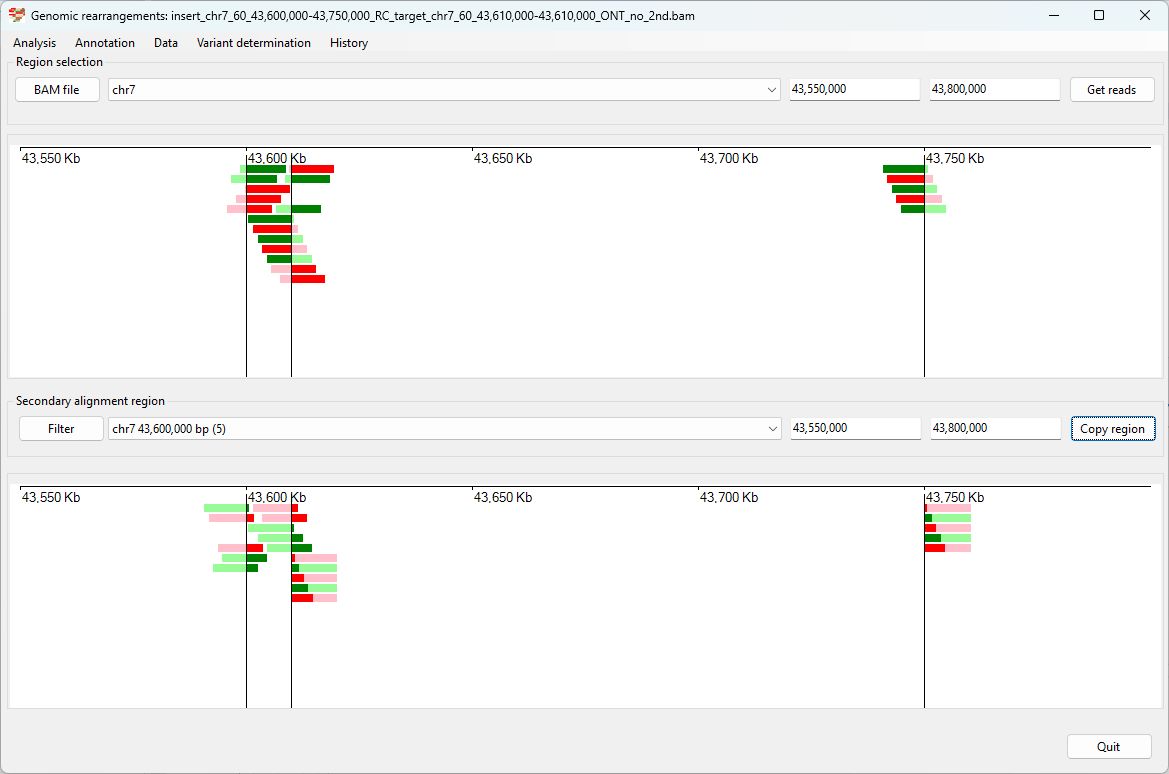 Genomic rearrangements: insert_chr7_60_43,600,000-43,750,000_RC_target_chr7_60_43,610,000-43,610,000_ONT_no_2nd.bam
Analysis Annotation Data Variant determination History
Region selection
BAM file chr7 43,550,000 43,800,000 Get reads
43,550 Kb 43,600 Kb 43,650 Kb 43,700 Kb 43,750 Kb
Secondary alignment region
Filter chr7 43,600,000 bp (5) 43,550,000 43,800,000 Copy region
43,550 Kb 43,600 Kb 43,650 Kb 43,700 Kb 43,750 Kb
Quit